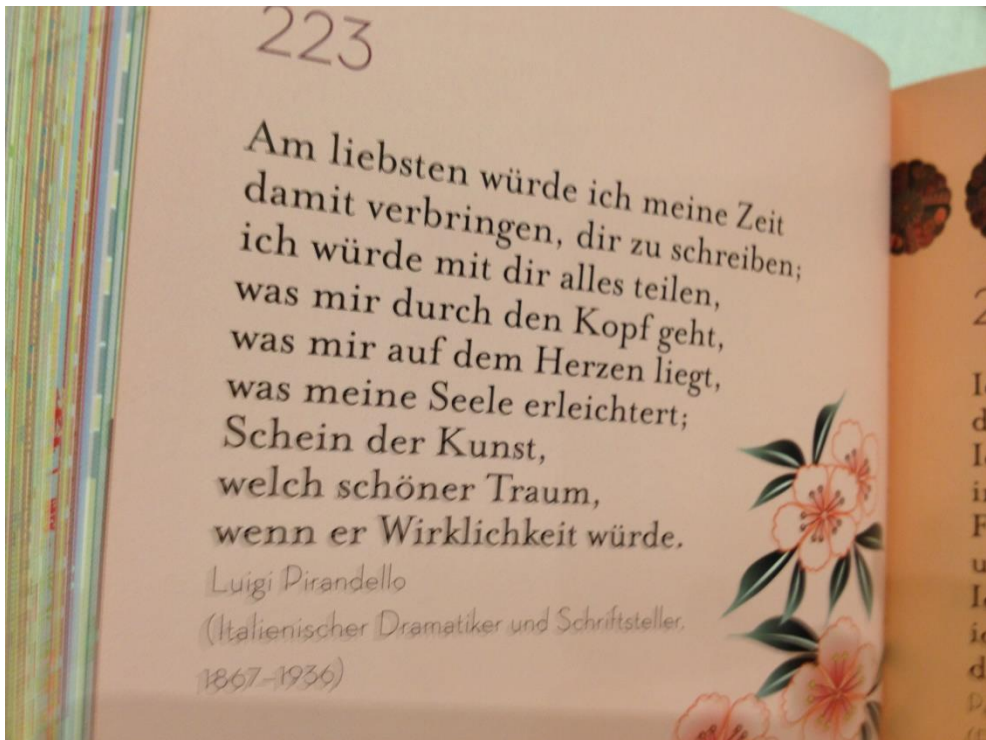 223
Am liebsten würde ich meine Zeit
damit verbringen, dir zu schreiben;
ich würde mit dir alles teilen,
was mir durch den Kopf geht,
was mir auf dem Herzen liegt,
was meine Seele erleichtert;
Schein der Kunst,
welch schöner Traum,
wenn er Wirklichkeit würde.
Luigi Pirandello
(Italienischer Dramatiker und Schriftsteller,
1867–1936)